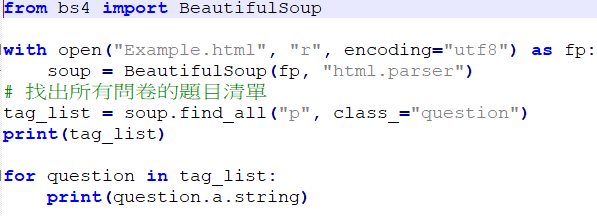 from bs4 import BeautifulSoup
with open("Example.html", "r", encoding="utf8") as fp:
    soup = BeautifulSoup(fp, "html.parser")
# 找出所有問卷的題目清單
tag_list = soup.find_all("p", class_="question")
print(tag_list)
for question in tag_list:
    print(question.a.string)